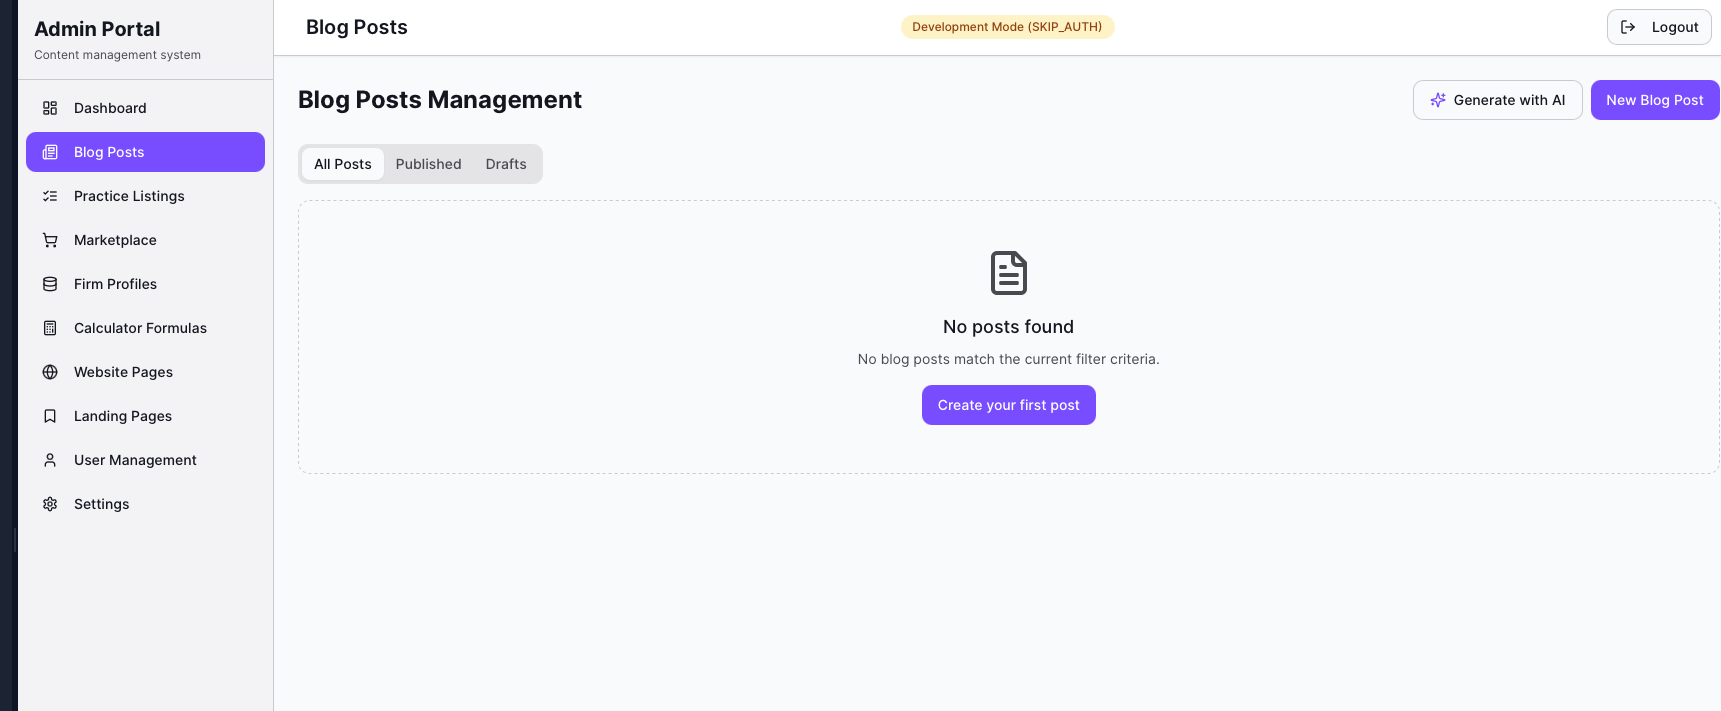 Admin Portal
Content management system
Dashboard
Blog Posts
Practice Listings
Marketplace
Firm Profiles
Calculator Formulas
Website Pages
Landing Pages
User Management
Settings
Blog Posts
Development Mode (SKIP_AUTH)
Logout
Blog Posts Management
Generate with AI
New Blog Post
All Posts
Published
Drafts
No posts found
No blog posts match the current filter criteria.
Create your first post